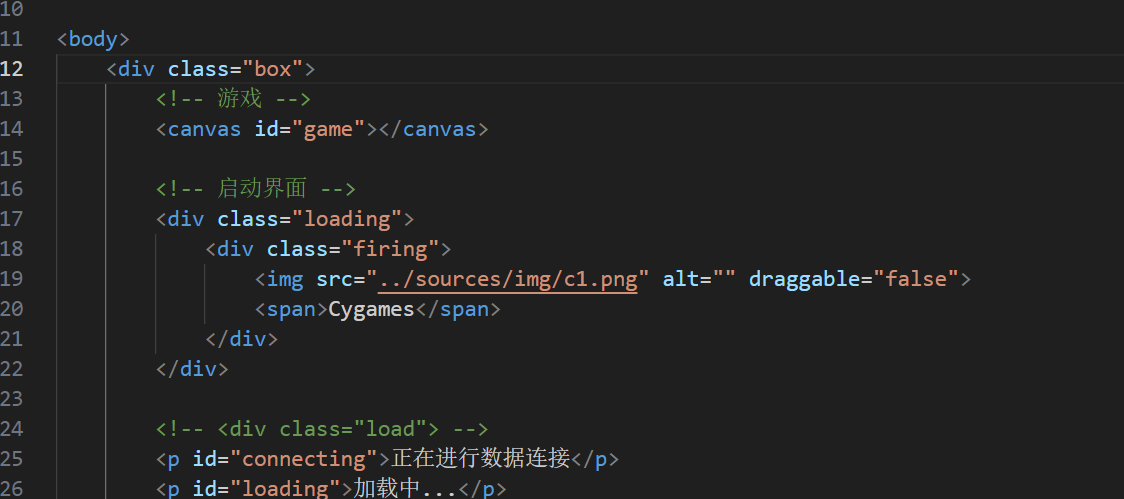 10
11 <body>
12 <div class="box">
13 <!-- 游戏 -->
14 <canvas id="game"></canvas>
15
16 <!-- 启动界面 -->
17 <div class="loading">
18 <div class="firing">
19 <img src="../sources/img/c1.png" alt="" draggable="false">
20 <span>Cygames</span>
21 </div>
22 </div>
23
24 <!-- <div class="load"> -->
25 <p id="connecting">正在进行数据连接</p>
26 <p id="loading">加载中...</p>